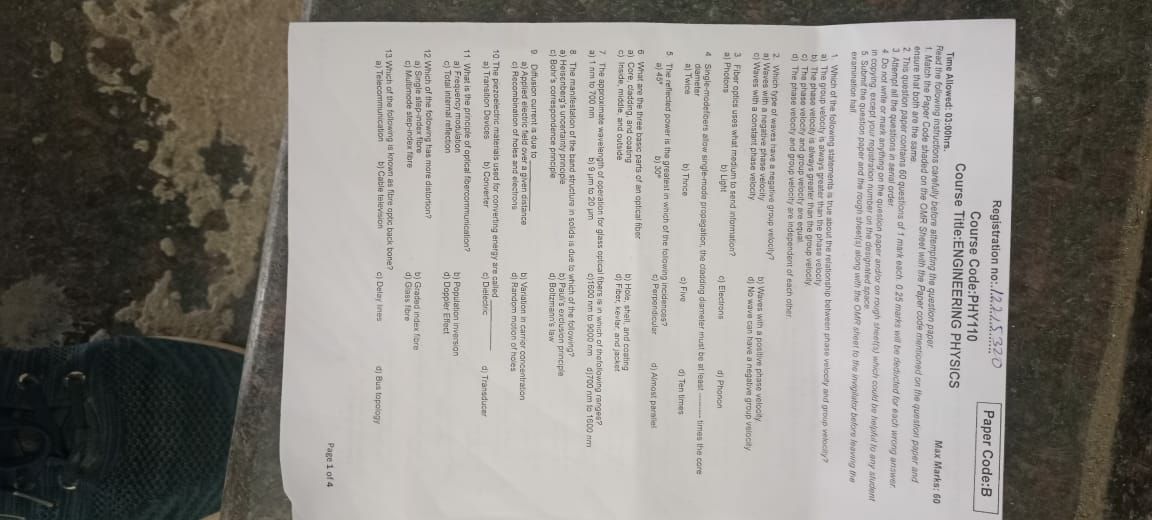 Registration no:.12215320
Paper Code:B
Course Code:PHY110
Course Title:ENGINEERING PHYSICS
Time Allowed: 03:00hrs.
Max Marks: 60
Read the following instructions carefully before attempting the question paper.
1. Match the Paper Code shaded on the OMR Sheet with the Paper code mentioned on the question paper and
ensure that both are the same.
2. This question paper contains 60 questions of 1 mark each. 0.25 marks will be deducted for each wrong answer.
3. Attempt all the questions in serial order.
4. Do not write or mark anything on the question paper and/or on rough sheet(s) which could be helpful to any student
in copying, except your registration number on the designated space.
5. Submit the question paper and the rough sheet(s) along with the OMR sheet to the invigilator before leaving the
examination hall.
1. Which of the following statements is true about the relationship between phase velocity and group velocity?
a) The group velocity is always greater than the phase velocity
b) The phase velocity is always greater than the group velocity.
c) The phase velocity and group velocity are equal.
d) The phase velocity and group velocity are independent of each other.
2. Which type of waves have a negative group velocity?
a) Waves with a negative phase velocity b) Waves with a positive phase velocity
c) Waves with a constant phase velocity d) No wave can have a negative group velocity
3 Fiber optics uses what medium to send information?
a) Photons b) Light c) Electrons d) Phonon
4 Single-modefibers allow single-mode propagation; the cladding diameter must be at least --------- times the core
diameter
a) Twice b) Thrice c) Five d) Ten times
5 The reflected power is the greatest in which of the following incidences?
a) 45° b) 30° c) Perpendicular d) Almost parallel
6 What are the three basic parts of an optical fiber
a) Core, cladding, and coating b) Hole, shell, and coating
c) Inside, middle, and outside d) Fiber, kevlar, and jacket
7 The approximate wavelength of operation for glass optical fibers is in which of thefollowing ranges?
a) 1 nm to 700 nm b) 9 µm to 20 µm c)1600 nm to 9000 nm d)700 nm to 1600 nm
8 The manifestation of the band structure in solids is due to which of the following?
a) Heisenberg's uncertainty principle b) Pauli's exclusion principle
c) Bohr's correspondence principle d) Boltzmann's law
9 Diffusion current is due to
a) Applied electric field over a given distance b) Variation in carrier concentration
c) Recombination of holes and electrons d) Random motion of holes
10 The piezoelectric materials used for converting energy are called ________
a) Transition Devices b) Converter c) Dielectric d) Transducer
11 What is the principle of optical fibercommunication?
a) Frequency modulation b) Population inversion
c) Total internal reflection d) Doppler Effect
12 Which of the following has more distortion?
a) Single step-index fibre b) Graded index fibre
c) Multimode step-index fibre d) Glass fibre
13 Which of the following is known as fibre optic back bone?
a) Telecommunication b) Cable television c) Delay lines d) Bus topology
Page 1 of 4